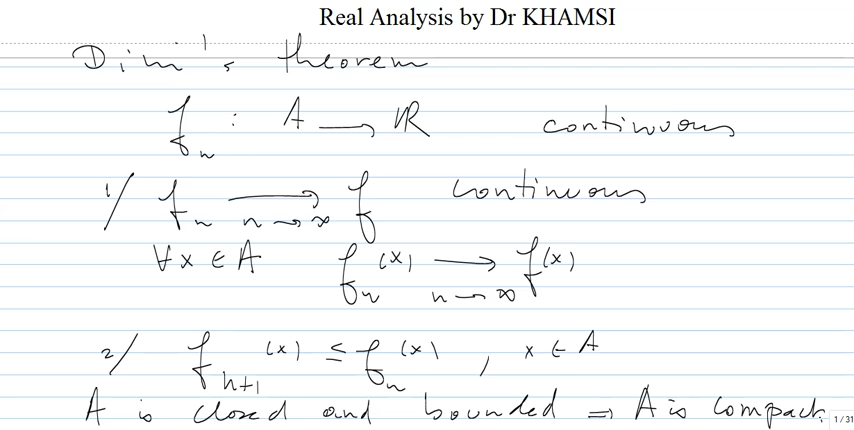 Real Analysis by Dr KHAMSI
Dini's theorem
fn : A → ℝ continuous
1/ fn → f continuous
n → ∞
∀x ∈ A fn(x) → f(x)
n → ∞
2/ fn+1(x) ≤ fn(x) , x ∈ A
A is closed and bounded ⇒ A is compact.
1 / 31